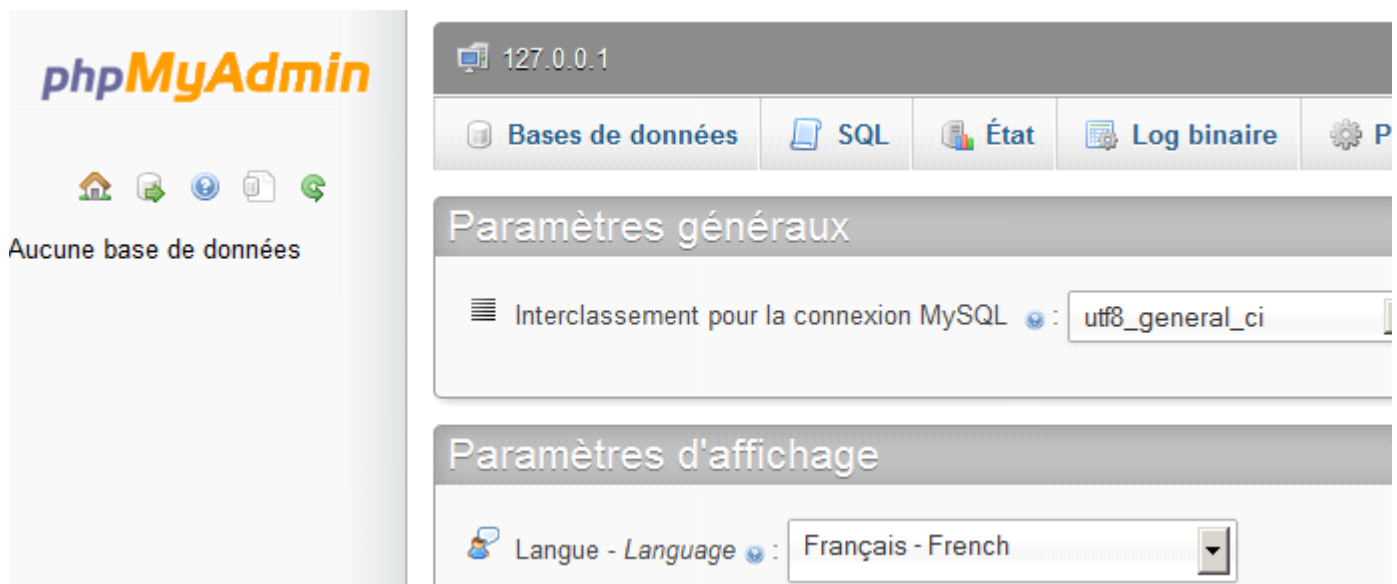 phpMyAdmin
Aucune base de données
127.0.0.1
Bases de données SQL État Log binaire P
Paramètres généraux
Interclassement pour la connexion MySQL : utf8_general_ci
Paramètres d'affichage
Langue - Language : Français - French